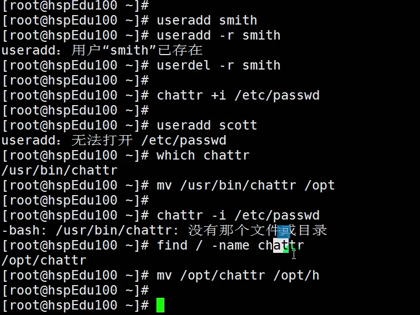 [root@hspEdu100 ~]#
[root@hspEdu100 ~]# useradd smith
[root@hspEdu100 ~]# useradd -r smith
useradd：用户“smith”已存在
[root@hspEdu100 ~]# userdel -r smith
[root@hspEdu100 ~]#
[root@hspEdu100 ~]# chattr +i /etc/passwd
[root@hspEdu100 ~]#
[root@hspEdu100 ~]# useradd scott
useradd：无法打开 /etc/passwd
[root@hspEdu100 ~]# which chattr
/usr/bin/chattr
[root@hspEdu100 ~]# mv /usr/bin/chattr /opt
[root@hspEdu100 ~]#
[root@hspEdu100 ~]# chattr -i /etc/passwd
-bash: /usr/bin/chattr: 没有那个文件或目录
[root@hspEdu100 ~]# find / -name chattr
/opt/chattr
[root@hspEdu100 ~]# mv /opt/chattr /opt/h
[root@hspEdu100 ~]#
[root@hspEdu100 ~]#